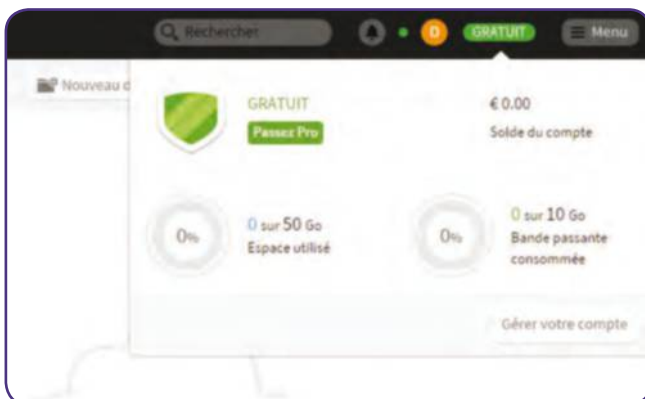 Rechercher 0 GRATUIT Menu
Nouveau d
GRATUIT € 0.00
Passez Pro Solde du compte
0% 0 sur 50 Go 0% 0 sur 10 Go
Espace utilisé Bande passante
consommée
Gérer votre compte